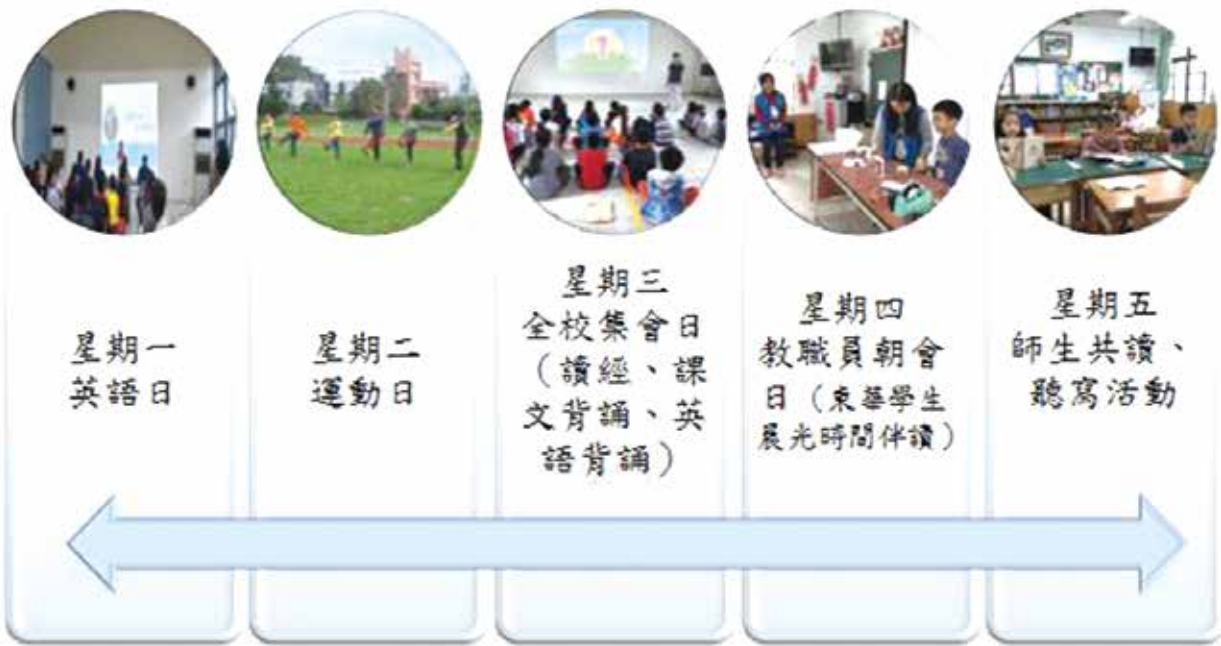 星期一
英語日
星期二
運動日
星期三
全校集會日
（讀經、課
文背誦、英
語背誦）
星期四
教職員朝會
日（東華學生
晨光時間伴讀）
星期五
師生共讀、
聽寫活動